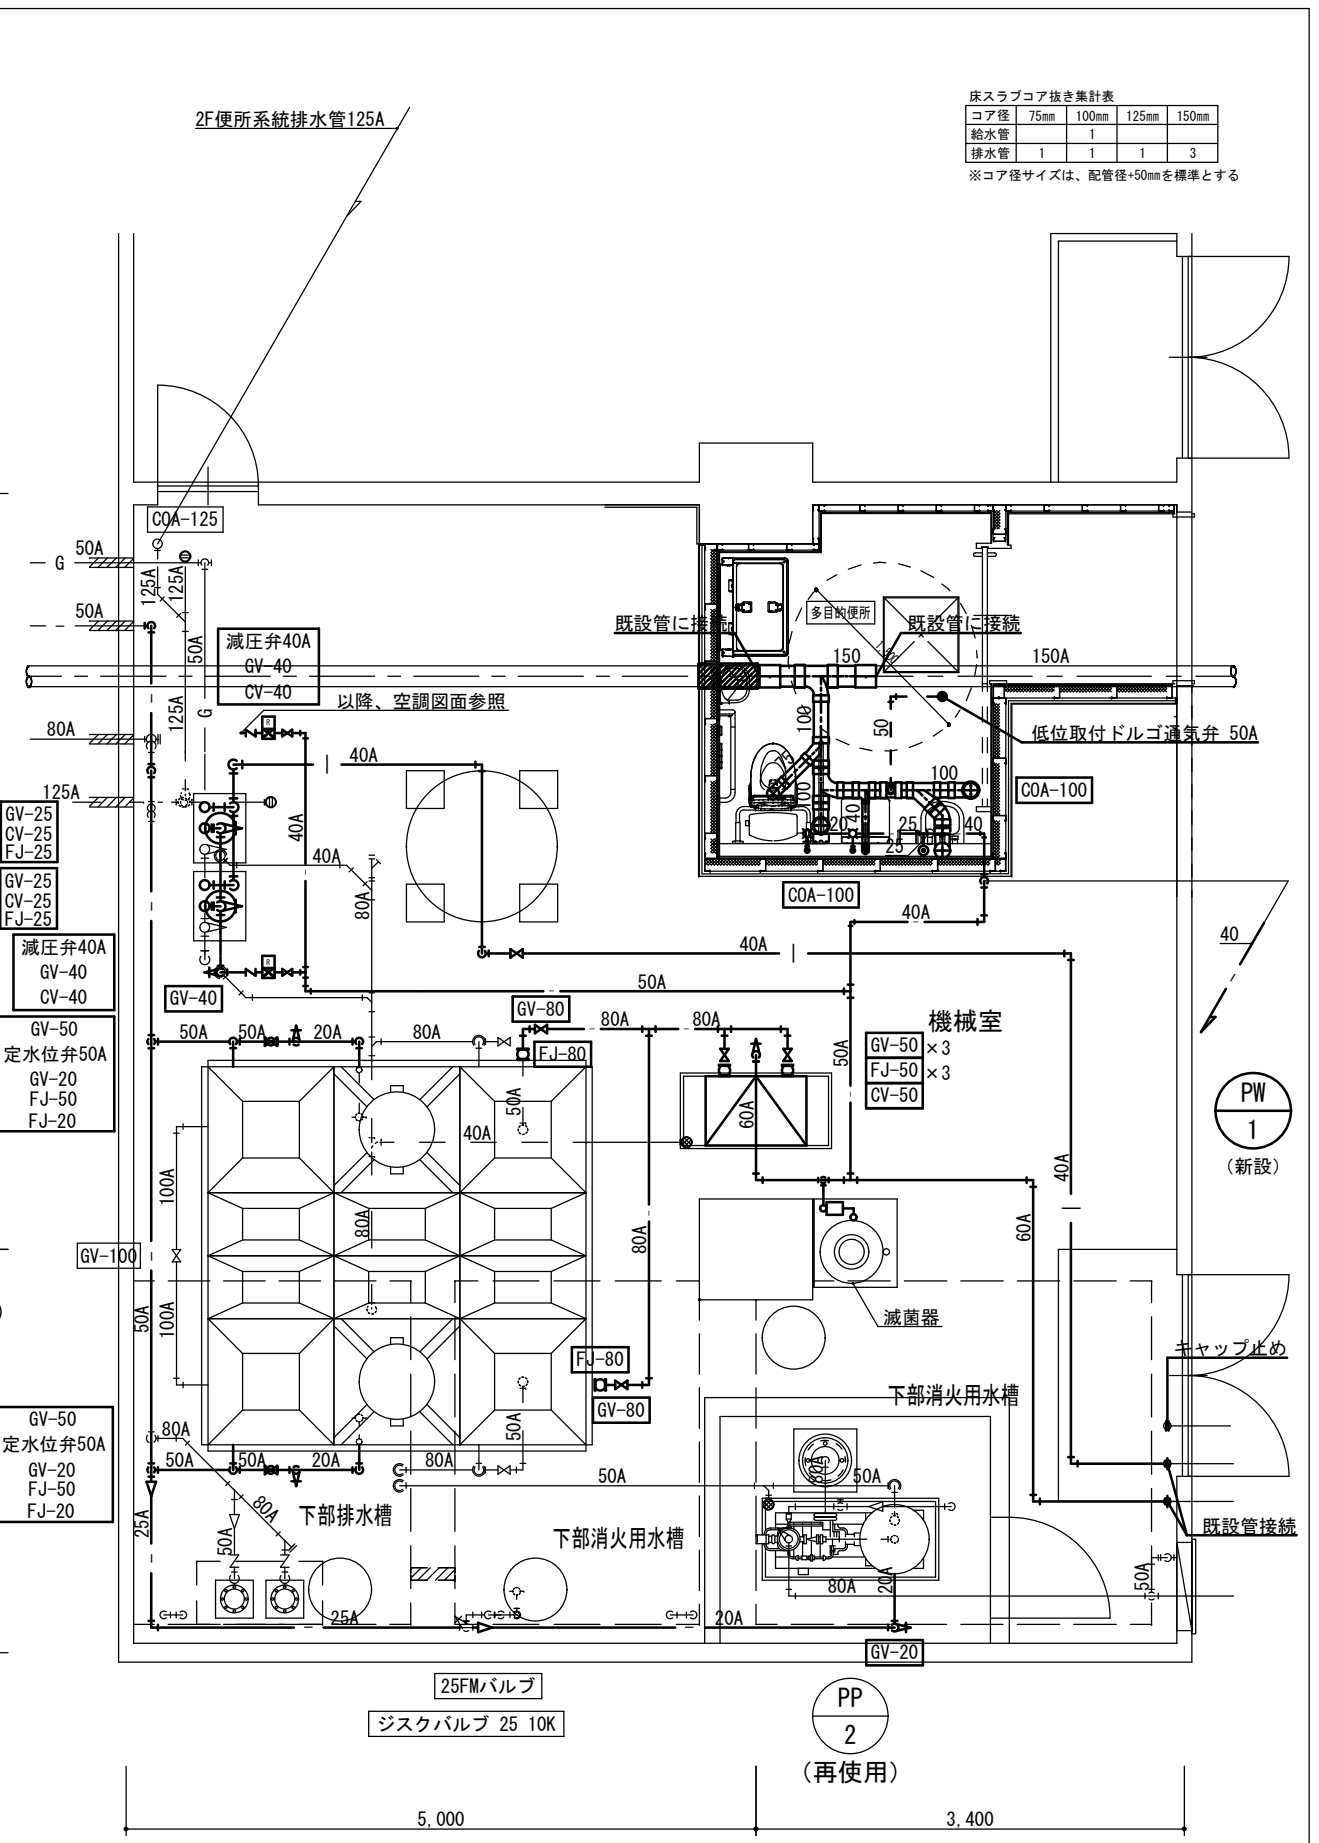 2F便所系統排水管125A
床スラブコア抜き集計表
コア径 75mm 100mm 125mm 150mm
給水管 1
排水管 1 1 1 3
※コア径サイズは、配管径+50mmを標準とする
COA-125
50A
G
125A
125A
50A
50A
減圧弁40A
GV-40
CV-40
既設管に接続
多目的便所
既設管に接続
150
150A
125A
G
以降、空調図面参照
100
50
低位取付ドルゴ通気弁 50A
80A
40A
75
100
COA-100
125A
GV-25
CV-25
FJ-25
40A
100
20
40
25
40
25
40A
GV-25
CV-25
FJ-25
80A
COA-100
40A
減圧弁40A
GV-40
CV-40
40A
40
GV-40
50A
GV-80
80A
80A
機械室
GV-50
定水位弁50A
GV-20
FJ-50
FJ-20
50A
50A
20A
80A
FJ-80
50A
GV-50 ×3
FJ-50 ×3
CV-50
50A
60A
40A
PW
1
(新設)
40A
100A
80A
80A
60A
GV-100
50A
100A
滅菌器
キャップ止め
FJ-80
GV-80
下部消火用水槽
GV-50
定水位弁50A
GV-20
FJ-50
FJ-20
80A
50A
50A
50A
20A
80A
50A
80A
50A
25A
80A
下部排水槽
50A
下部消火用水槽
既設管接続
80A
20A
50A
25A
20A
GV-20
25FMバルブ
ジスクバルブ 25 10K
PP
2
(再使用)
5,000
3,400